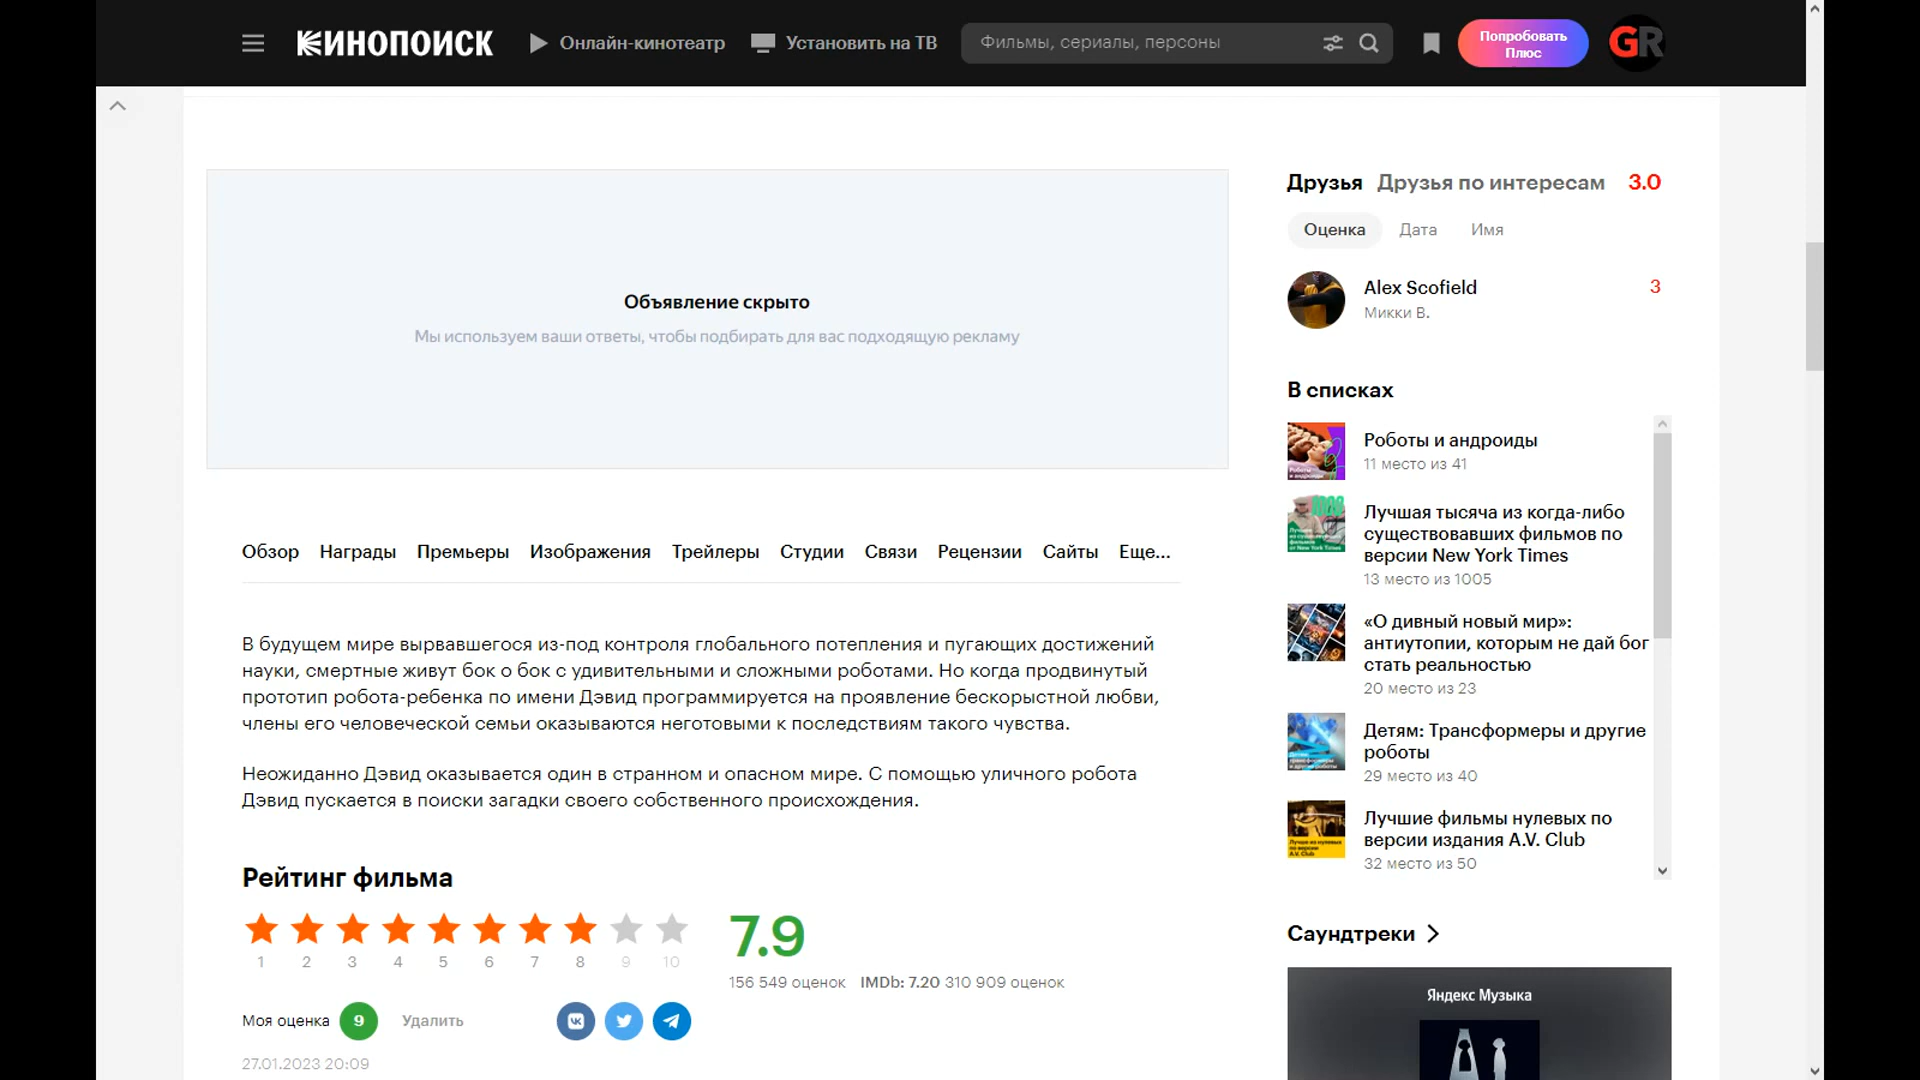 КИНОПОИСК
Онлайн-кинотеатр
Установить на ТВ
Фильмы, сериалы, персоны
Попробовать
Плюс
GR
Объявление скрыто
Мы используем ваши ответы, чтобы подбирать для вас подходящую рекламу
Обзор Награды Премьеры Изображения Трейлеры Студии Связи Рецензии Сайты Еще...
В будущем мире вырвавшегося из-под контроля глобального потепления и пугающих достижений
науки, смертные живут бок о бок с удивительными и сложными роботами. Но когда продвинутый
прототип робота-ребенка по имени Дэвид программируется на проявление бескорыстной любви,
члены его человеческой семьи оказываются неготовыми к последствиям такого чувства.
Неожиданно Дэвид оказывается один в странном и опасном мире. С помощью уличного робота
Дэвид пускается в поиски загадки своего собственного происхождения.
Рейтинг фильма
1 2 3 4 5 6 7 8 9 10
7.9
156 549 оценок IMDb: 7.20 310 909 оценок
Моя оценка 9 Удалить
27.01.2023 20:09
Друзья Друзья по интересам 3.0
Оценка Дата Имя
Alex Scofield 3
Микки В.
В списках
Роботы и андроиды
11 место из 41
Лучшая тысяча из когда-либо
существовавших фильмов по
версии New York Times
13 место из 1005
«О дивный новый мир»:
антиутопии, которым не дай бог
стать реальностью
20 место из 23
Детям: Трансформеры и другие
роботы
29 место из 40
Лучшие фильмы нулевых по
версии издания A.V. Club
32 место из 50
Саундтреки
Яндекс Музыка